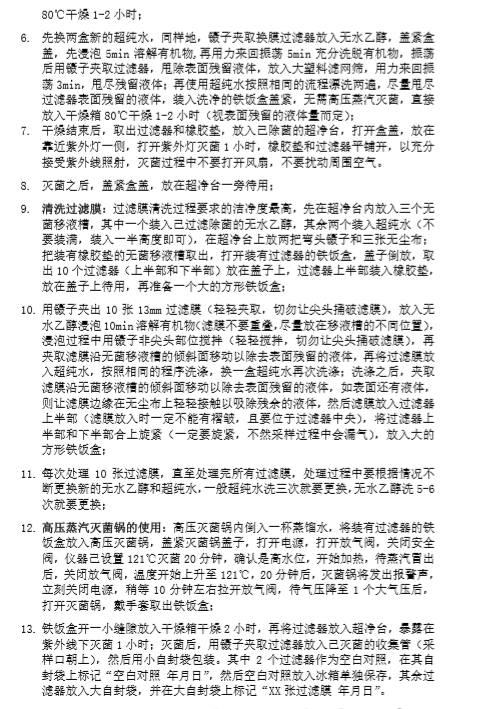 80℃干燥 1-2 小时；
6. 先换两盒新的超纯水，同样地，镊子夹取换膜过滤器放入无水乙醇，盖紧盒
盖，先浸泡 5min 溶解有机物,再用力来回振荡 5min 充分洗脱有机物，振荡
后用镊子夹取过滤器，甩除表面残留液体，放入大塑料滤网筛，用力来回振
荡 3min，甩尽残留液体；再使用超纯水按照相同的流程漂洗两遍，尽量甩尽
过滤器表面残留的液体，装入洗净的铁饭盒盖紧，无需高压蒸汽灭菌，直接
放入干燥箱 80℃干燥 1-2 小时（视表面残留的液体量而定）；
7. 干燥结束后，取出过滤器和橡胶垫，放入已除菌的超净台，打开盒盖，放在
靠近紫外灯一侧，打开紫外灯灭菌 1 小时，橡胶垫和过滤器平铺开，以充分
接受紫外线照射，灭菌过程中不要打开风扇，不要扰动周围空气。
8. 灭菌之后，盖紧盒盖，放在超净台一旁待用；
9. 清洗过滤膜：过滤膜清洗过程要求的洁净度最高，先在超净台内放入三个无
菌移液槽，其中一个装入已过滤除菌的无水乙醇，其余两个装入超纯水（不
要装满，装入一半高度即可），在超净台上放两把弯头镊子和三张无尘布；
把装有橡胶垫的无菌移液槽取出，打开装有过滤器的铁饭盒，盖子倒放，取
出 10 个过滤器（上半部和下半部）放在盖子上，过滤器上半部装入橡胶垫，
放在盖子上待用，再准备一个大的方形铁饭盒；
10. 用镊子夹出 10 张 13mm 过滤膜（轻轻夹取，切勿让尖头捅破滤膜），放入无
水乙醇浸泡 10min 溶解有机物(滤膜不要重叠,尽量放在移液槽的不同位置)，
浸泡过程中用镊子非尖头部位搅拌（轻轻搅拌，切勿让尖头捅破滤膜），再
夹取滤膜沿无菌移液槽的倾斜面移动以除去表面残留的液体，再将过滤膜放
入超纯水，按照相同的程序洗涤，换一盒超纯水再次洗涤；洗涤之后，夹取
滤膜沿无菌移液槽的倾斜面移动以除去表面残留的液体，如表面还有液体，
则让滤膜边缘在无尘布上轻轻接触以吸除残余的液体，然后滤膜放入过滤器
上半部（滤膜放入时一定不能有褶皱，且要位于过滤器中央），将过滤器上
半部和下半部合上旋紧（一定要旋紧，不然采样过程中会漏气），放入大的
方形铁饭盒；
11. 每次处理 10 张过滤膜，直至处理完所有过滤膜，处理过程中要根据情况不
断更换新的无水乙醇和超纯水，一般超纯水洗三次就要更换，无水乙醇洗 5-6
次就要更换；
12. 高压蒸汽灭菌锅的使用：高压灭菌锅内倒入一杯蒸馏水，将装有过滤器的铁
饭盒放入高压灭菌锅，盖紧灭菌锅盖子，打开电源，打开放气阀，关闭安全
阀，仪器已设置 121℃灭菌 20 分钟，确认是高水位，开始加热，待蒸汽冒出
后，关闭放气阀，温度开始上升至 121℃，20 分钟后，灭菌锅将发出报警声，
立刻关闭电源，稍等 10 分钟左右拉开放气阀，待气压降至 1 个大气压后，
打开灭菌锅，戴手套取出铁饭盒；
13. 铁饭盒开一小缝隙放入干燥箱干燥 2 小时，再将过滤器放入超净台，暴露在
紫外线下灭菌 1 小时；灭菌后，用镊子夹取过滤器放入已灭菌的收集管（采
样口朝上），然后用小自封袋包装。其中 2 个过滤器作为空白对照，在其自
封袋上标记“空白对照 年月日”，然后空白对照放入冰箱单独保存，其余过
滤器放入大自封袋，并在大自封袋上标记“XX 张过滤膜 年月日”。